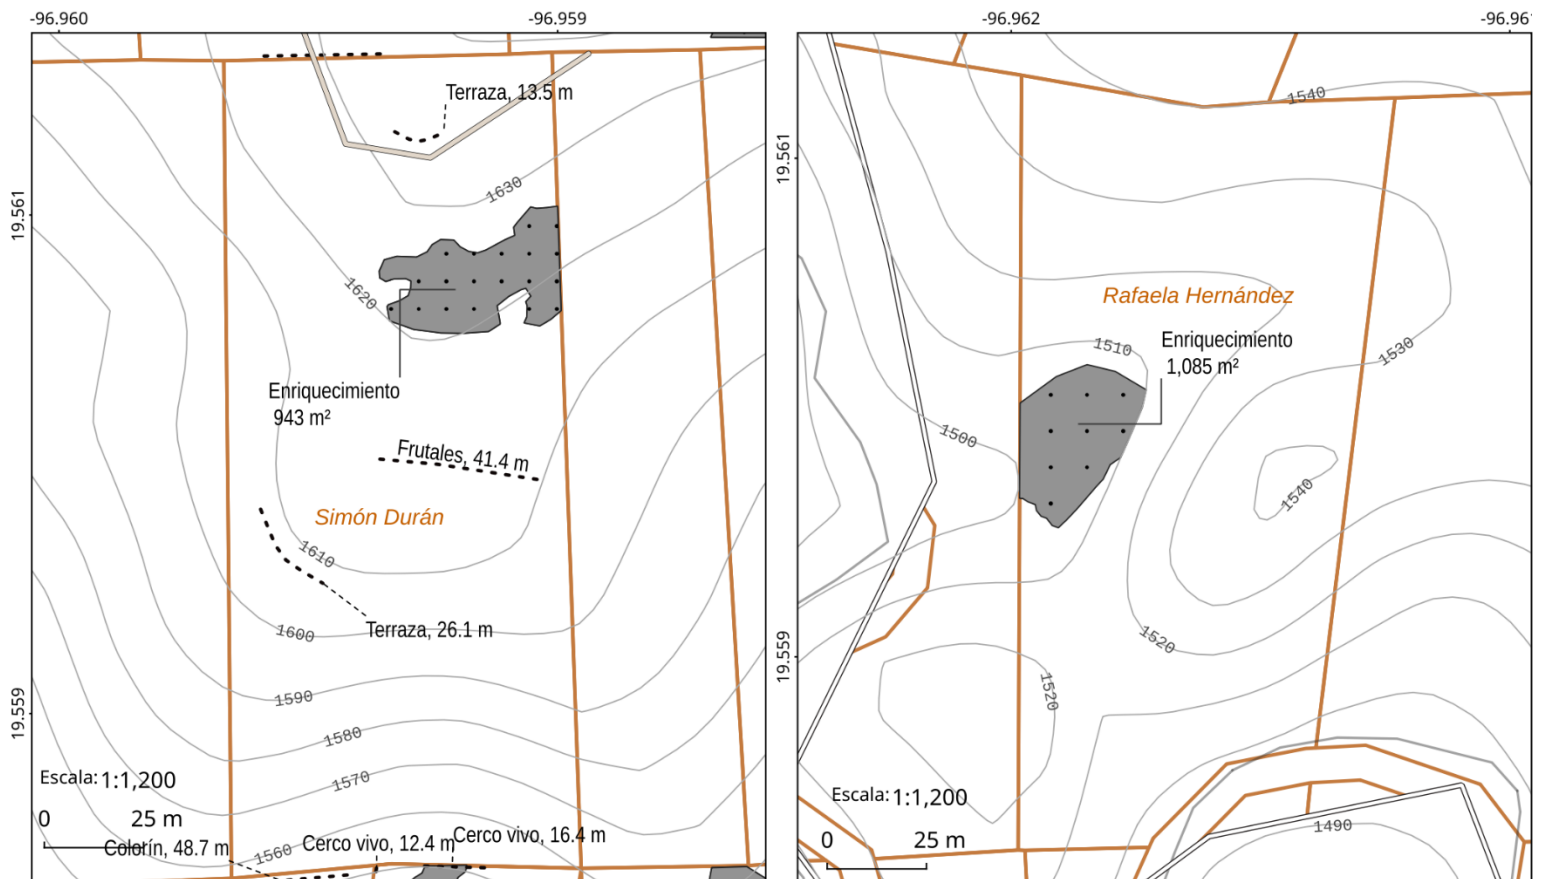 -96.960
-96.959
19.561
19.559
Terraza, 13.5 m
1630
1620
Enriquecimiento
943 m²
Frutales, 41.4 m
Simón Durán
1610
1600
Terraza, 26.1 m
1590
1580
1570
Escala: 1:1,200
0 25 m
Colorín, 48.7 m
1560
Cerco vivo, 12.4 m
Cerco vivo, 16.4 m
-96.962
-96.96
19.561
19.559
1540
Rafaela Hernández
1510
Enriquecimiento
1,085 m²
1530
1500
1540
1520
1520
Escala: 1:1,200
0 25 m
1490